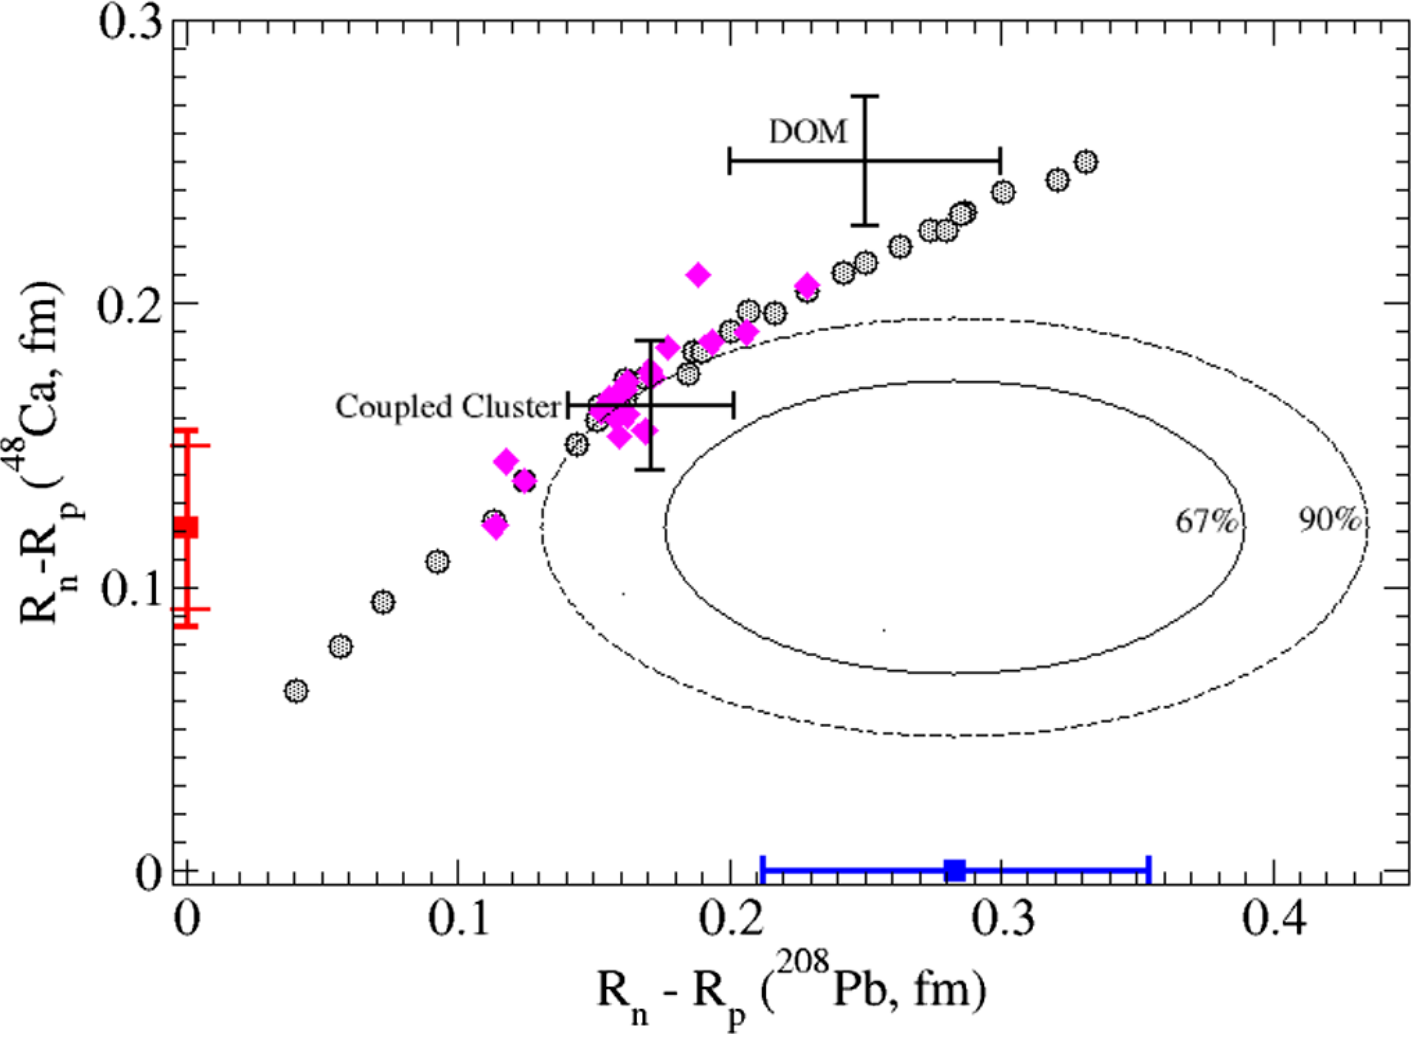 0.3
DOM
0.2
Coupled Cluster
67% 90%
0.1
0
0 0.1 0.2 0.3 0.4
Rn-Rp (48Ca, fm)
Rn - Rp (208Pb, fm)